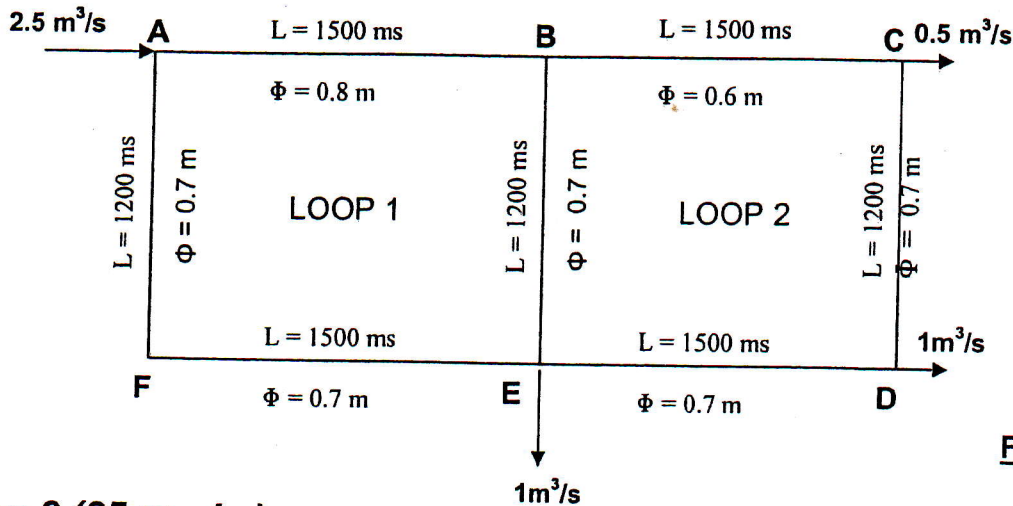 2.5 m³/s
A
L = 1500 ms
B
L = 1500 ms
C
0.5 m³/s
Φ = 0.8 m
Φ = 0.6 m
L = 1200 ms
Φ = 0.7 m
LOOP 1
L = 1200 ms
Φ = 0.7 m
LOOP 2
L = 1200 ms
Φ = 0.7 m
L = 1500 ms
L = 1500 ms
1m³/s
F
Φ = 0.7 m
E
Φ = 0.7 m
D
1m³/s